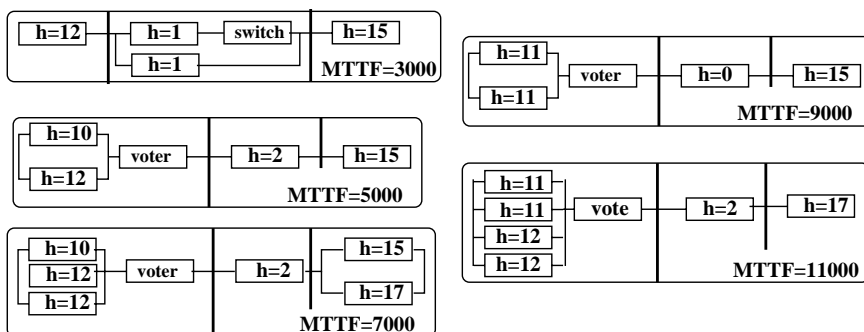 h=12 h=1 switch h=15
h=1
MTTF=3000
h=10
h=12 voter h=2 h=15
MTTF=5000
h=10 h=15
h=12 voter h=2
h=12 h=17
MTTF=7000
h=11
h=11 voter h=0 h=15
MTTF=9000
h=11
h=11 vote h=2 h=17
h=12
h=12
MTTF=11000